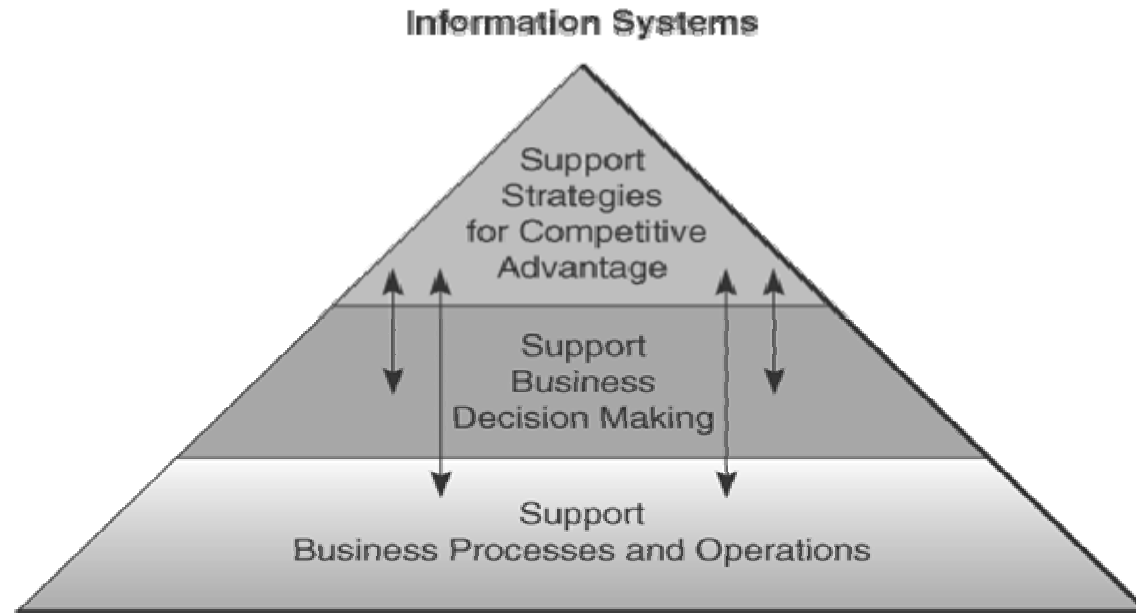 Information Systems
Support
Strategies
for Competitive
Advantage
Support
Business
Decision Making
Support
Business Processes and Operations